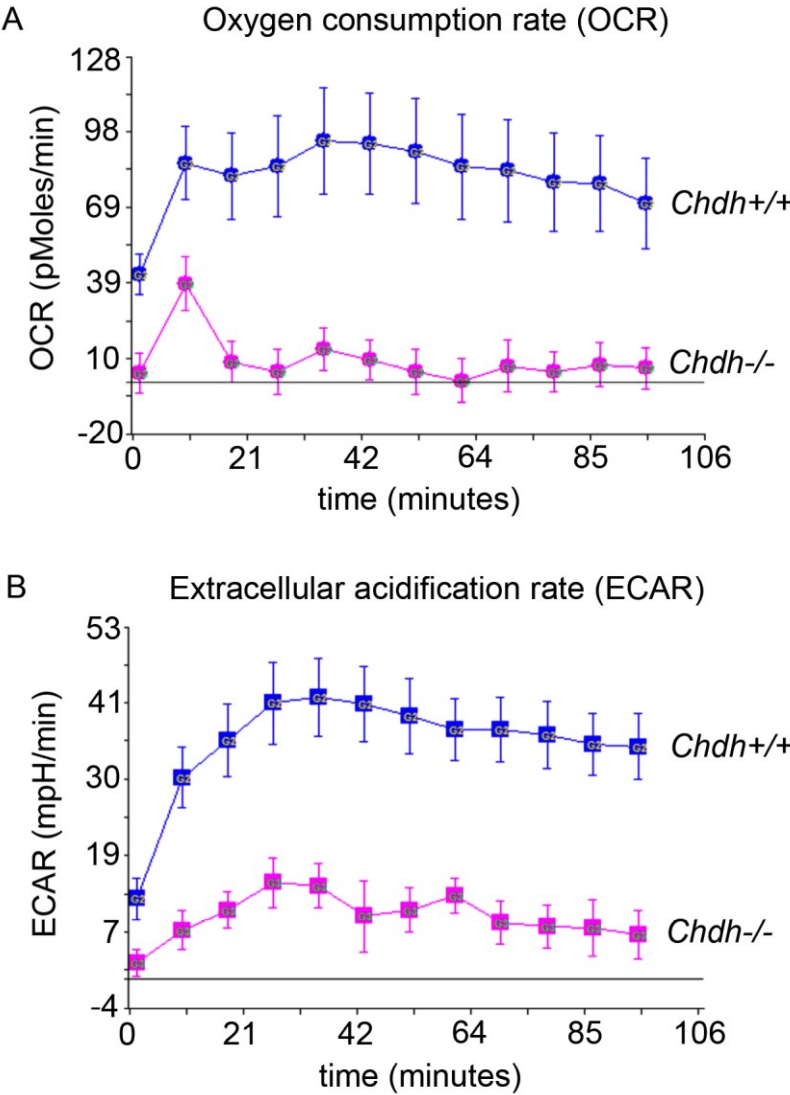 A
Oxygen consumption rate (OCR)
128
98
69
39
10
-20
OCR (pMoles/min)
Chdh+/+
Chdh-/-
0 21 42 64 85 106
time (minutes)
B
Extracellular acidification rate (ECAR)
53
41
30
19
7
-4
ECAR (mpH/min)
Chdh+/+
Chdh-/-
0 21 42 64 85 106
time (minutes)